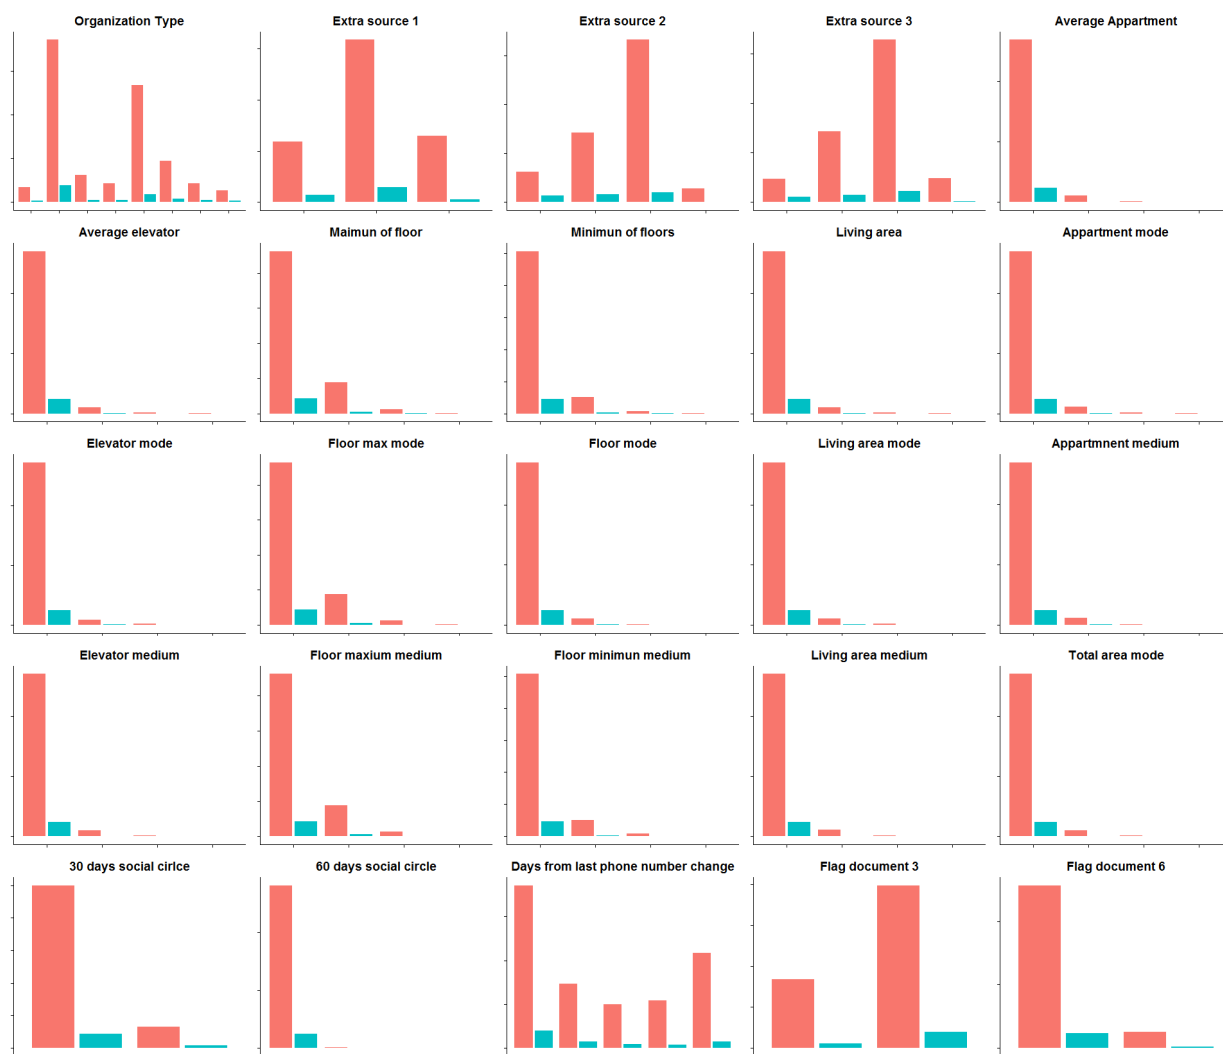 Organization Type
Extra source 1
Extra source 2
Extra source 3
Average Appartment
Average elevator
Maimun of floor
Minimun of floors
Living area
Appartment mode
Elevator mode
Floor max mode
Floor mode
Living area mode
Appartmnent medium
Elevator medium
Floor maxium medium
Floor minimun medium
Living area medium
Total area mode
30 days social cirlce
60 days social circle
Days from last phone number change
Flag document 3
Flag document 6